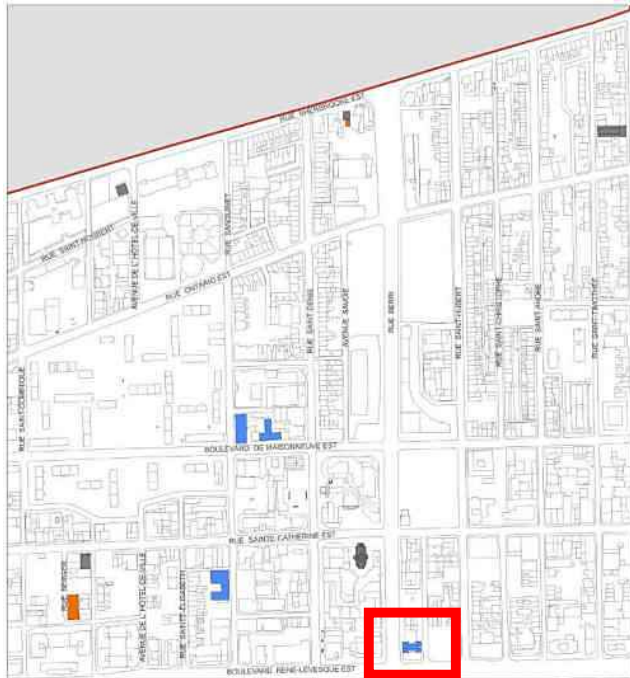 RUE SHERBROOKE EST
RUE SAINT-NORBERT
AVENUE DE L'HÔTEL-DE-VILLE
RUE SANGUINET
RUE ONTARIO EST
RUE SAINT-DENIS
AVENUE SAVOIE
RUE BERRI
RUE SAINT-HUBERT
RUE SAINT-CHRISTOPHE
RUE SAINT-ANDRÉ
RUE SAINT-TIMOTHÉE
RUE SAINT-DOMINIQUE
BOULEVARD DE MAISONNEUVE EST
RUE SAINTE-CATHERINE EST
AVENUE DE L'HÔTEL-DE-VILLE
RUE SAINTE-ELISABETH
BOULEVARD RENÉ-LÉVESQUE EST